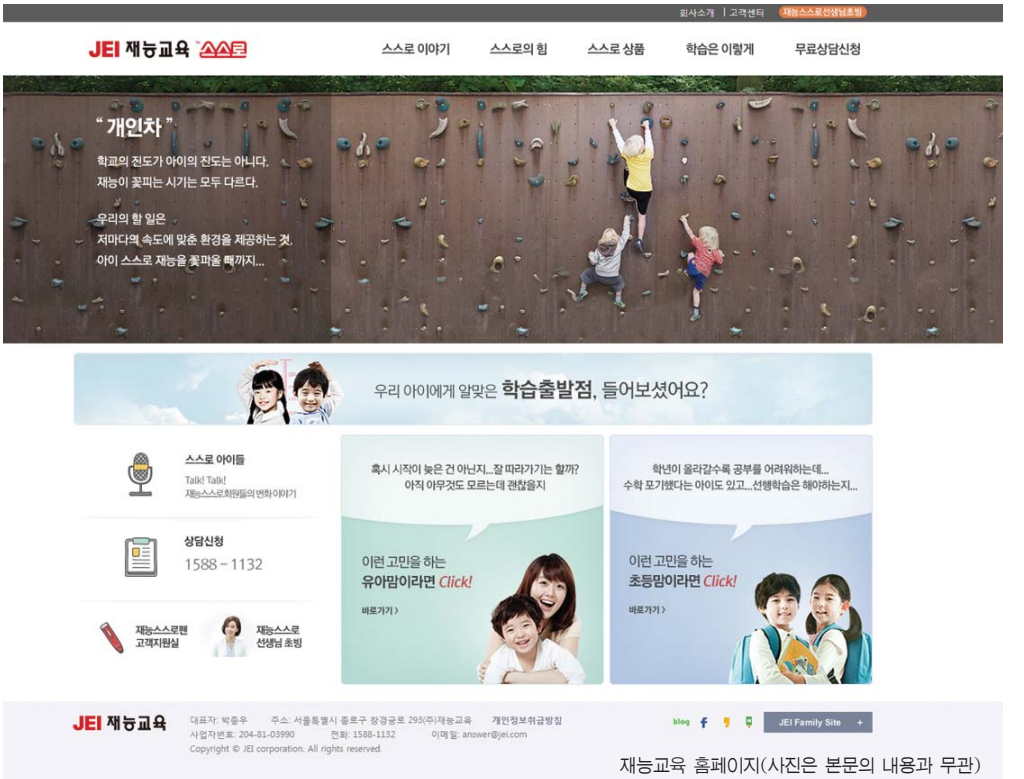 회사소개 | 고객센터 재능스스로선생님초빙
JEI 재능교육 스스로
스스로 이야기 스스로의 힘 스스로 상품 학습은 이렇게 무료상담신청
“ 개인차 ”
학교의 진도가 아이의 진도는 아니다.
재능이 꽃피는 시기는 모두 다르다.
우리의 할 일은
저마다의 속도에 맞춘 환경을 제공하는 것.
아이 스스로 재능을 꽃피울 때까지...
우리 아이에게 알맞은 학습출발점, 들어보셨어요?
스스로 아이들
Talk! Talk!
재능스스로회원들의 변화 이야기
상담신청
1588 – 1132
재능스스로펜
고객지원실
재능스스로
선생님 초빙
혹시 시작이 늦은 건 아닌지...잘 따라가기는 할까?
아직 아무것도 모르는데 괜찮을지
이런 고민을 하는
유아맘이라면 Click!
바로가기 >
학년이 올라갈수록 공부를 어려워하는데...
수학 포기했다는 아이도 있고...선행학습은 해야하는지...
이런 고민을 하는
초등맘이라면 Click!
바로가기 >
JEI 재능교육
대표자: 박종우 주소: 서울특별시 종로구 창경궁로 293(주)재능교육 개인정보취급방침
사업자번호: 204-81-03990 전화: 1588-1132 이메일: answer@jei.com
Copyright © JEI corporation. All rights reserved.
blog
JEI Family Site +
재능교육 홈페이지(사진은 본문의 내용과 무관)